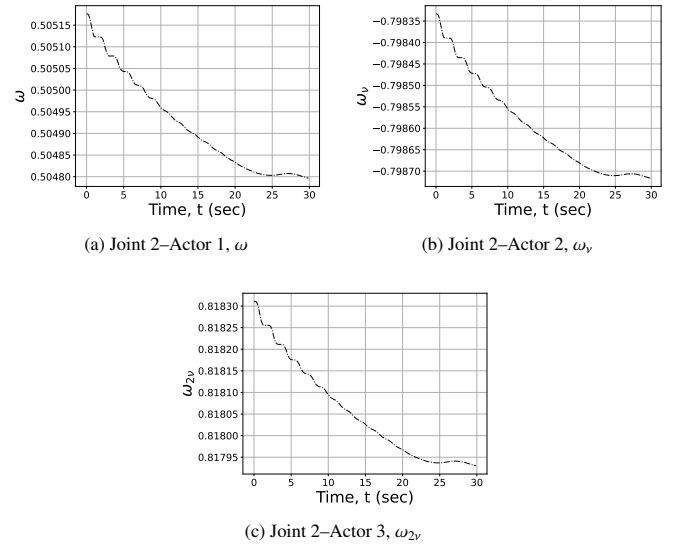 0.50515
0.50510
0.50505
0.50500
0.50495
0.50490
0.50485
0.50480
ω
0 5 10 15 20 25 30
Time, t (sec)
(a) Joint 2–Actor 1, ω
−0.79835
−0.79840
−0.79845
−0.79850
−0.79855
−0.79860
−0.79865
−0.79870
ων
0 5 10 15 20 25 30
Time, t (sec)
(b) Joint 2–Actor 2, ων
0.81830
0.81825
0.81820
0.81815
0.81810
0.81805
0.81800
0.81795
ω2ν
0 5 10 15 20 25 30
Time, t (sec)
(c) Joint 2–Actor 3, ω2ν